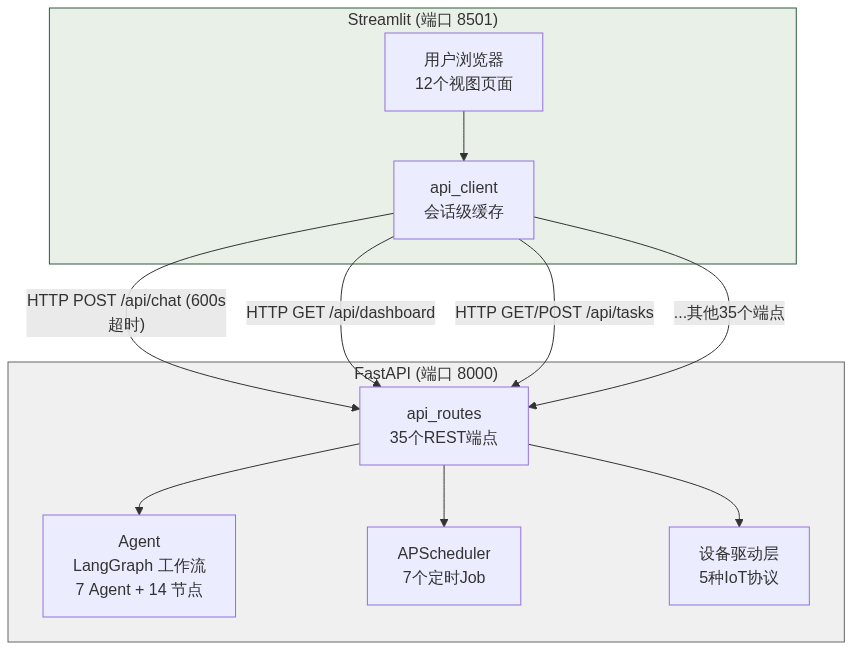 Streamlit (端口 8501)
用户浏览器
12个视图页面
api_client
会话级缓存
HTTP POST /api/chat (600s
超时)
HTTP GET /api/dashboard
HTTP GET/POST /api/tasks
...其他35个端点
FastAPI (端口 8000)
api_routes
35个REST端点
Agent
LangGraph 工作流
7 Agent + 14 节点
APScheduler
7个定时Job
设备驱动层
5种IoT协议